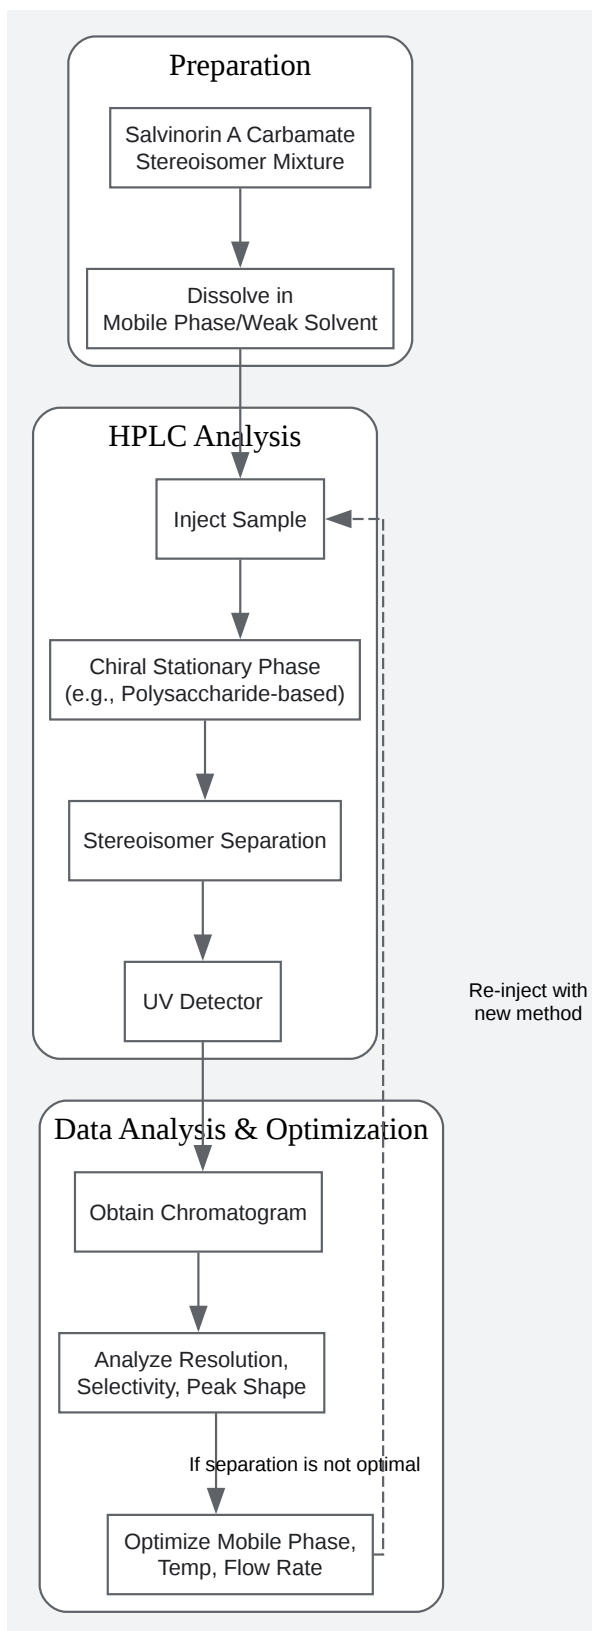 Preparation
Salvinorin A Carbamate
Stereoisomer Mixture
Dissolve in
Mobile Phase/Weak Solvent
HPLC Analysis
Inject Sample
Chiral Stationary Phase
(e.g., Polysaccharide-based)
Stereoisomer Separation
UV Detector
Re-inject with
new method
Data Analysis & Optimization
Obtain Chromatogram
Analyze Resolution,
Selectivity, Peak Shape
If separation is not optimal
Optimize Mobile Phase,
Temp, Flow Rate